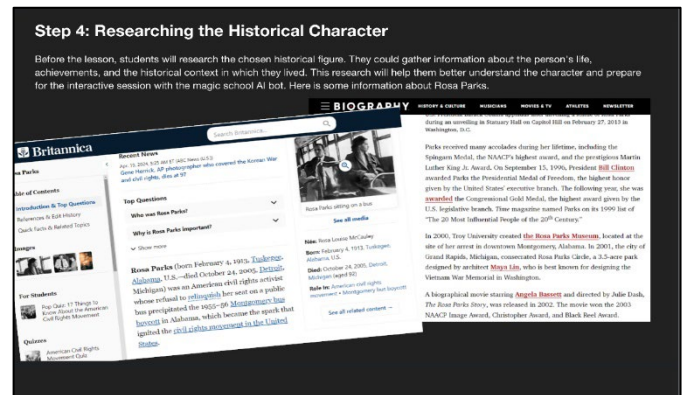 Step 4: Researching the Historical Character
Before the lesson, students will research the chosen historical figure. They could gather information about the person's life,
achievements, and the historical context in which they lived. This research will help them better understand the character and prepare
for the interactive session with the magic school AI bot. Here is some information about Rosa Parks.
Britannica
Search Britannica...
Rosa Parks
Table of Contents
Introduction & Top Questions
References & Edit History
Quick Facts & Related Topics
Images
For Students
Pop Quiz: 17 Things to
Know About the American
Civil Rights Movement
Quizzes
American Civil Rights
Movement Quiz
Recent News
Apr. 19, 2024, 5:25 AM ET (ABC News (U.S.))
Gene Herrick, AP photographer who covered the Korean War
and civil rights, dies at 97
Top Questions
Who was Rosa Parks?
Why is Rosa Parks important?
Show more
Rosa Parks (born February 4, 1913, Tuskegee,
Alabama, U.S.—died October 24, 2005, Detroit,
Michigan) was an American civil rights activist
whose refusal to relinquish her seat on a public
bus precipitated the 1955–56 Montgomery bus
boycott in Alabama, which became the spark that
ignited the civil rights movement in the United
States.
Rosa Parks sitting on a bus
See all media
Née: Rosa Louise McCauley
Born: February 4, 1913, Tuskegee,
Alabama, U.S.
Died: October 24, 2005, Detroit,
Michigan (aged 92)
Role In: American civil rights
movement • Montgomery bus boycott
See all related content
BIOGRAPHY
HISTORY & CULTURE MUSICIANS MOVIES & TV ATHLETES NEWSLETTER
during an unveiling in Statuary Hall on Capitol Hill on February 27, 2013 in
Washington, D.C.
Parks received many accolades during her lifetime, including the
Spingarn Medal, the NAACP's highest award, and the prestigious Martin
Luther King Jr. Award. On September 15, 1996, President Bill Clinton
awarded Parks the Presidential Medal of Freedom, the highest honor
given by the United States' executive branch. The following year, she was
awarded the Congressional Gold Medal, the highest award given by the
U.S. legislative branch. Time magazine named Parks on its 1999 list of
"The 20 Most Influential People of the 20th Century."
In 2000, Troy University created the Rosa Parks Museum, located at the
site of her arrest in downtown Montgomery, Alabama. In 2001, the city of
Grand Rapids, Michigan, consecrated Rosa Parks Circle, a 3.5-acre park
designed by architect Maya Lin, who is best known for designing the
Vietnam War Memorial in Washington.
A biographical movie starring Angela Bassett and directed by Julie Dash,
The Rosa Parks Story, was released in 2002. The movie won the 2003
NAACP Image Award, Christopher Award, and Black Reel Award.